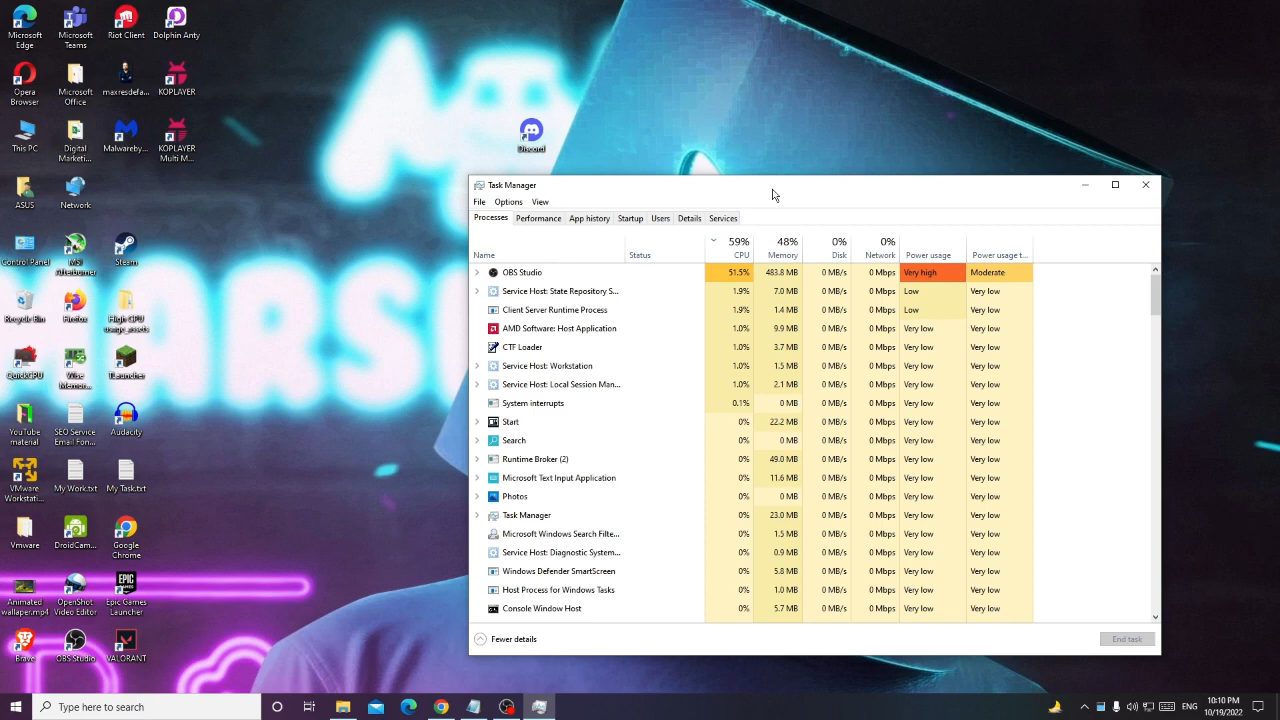 Microsoft Edge
Microsoft Teams
Riot Client
Dolphin Anty
Opera Browser
Microsoft Office
maxresdefa...
KOPLAYER
This PC
Digital Marketi...
Malwareby...
KOPLAYER Multi M...
ASUS
Network
Control Panel
MSI Afterburner
Steam
Recycle Bin
Firefox
High CPU usage_assets
QuickCPU
Wise Memor...
TLauncher
YouTube material
SEO Service Email Fon...
Audacity
VMware Workstati...
My Work.txt
My Task.txt
Vmware
DroidCam...
Google Chrome
Animated wallaper.mp4
OpenShot Video Editor
Epic Games Launcher
Brave
OBS Studio
VALORANT
Discord
Task Manager
File Options View
Processes Performance App history Startup Users Details Services
59% 48% 0% 0%
Name Status CPU Memory Disk Network Power usage Power usage t...
OBS Studio 51.5% 483.8 MB 0 MB/s 0 Mbps Very high Moderate
Service Host: State Repository S... 1.9% 7.0 MB 0 MB/s 0 Mbps Low Very low
Client Server Runtime Process 1.9% 1.4 MB 0 MB/s 0 Mbps Low Very low
AMD Software: Host Application 1.0% 9.9 MB 0 MB/s 0 Mbps Very low Very low
CTF Loader 1.0% 3.7 MB 0 MB/s 0 Mbps Very low Very low
Service Host: Workstation 1.0% 1.5 MB 0 MB/s 0 Mbps Very low Very low
Service Host: Local Session Man... 1.0% 2.1 MB 0 MB/s 0 Mbps Very low Very low
System interrupts 0.1% 0 MB 0 MB/s 0 Mbps Very low Very low
Start 0% 22.2 MB 0 MB/s 0 Mbps Very low Very low
Search 0% 0 MB 0 MB/s 0 Mbps Very low Very low
Runtime Broker (2) 0% 49.0 MB 0 MB/s 0 Mbps Very low Very low
Microsoft Text Input Application 0% 11.6 MB 0 MB/s 0 Mbps Very low Very low
Photos 0% 0 MB 0 MB/s 0 Mbps Very low Very low
Task Manager 0% 23.0 MB 0 MB/s 0 Mbps Very low Very low
Microsoft Windows Search Filte... 0% 1.5 MB 0 MB/s 0 Mbps Very low Very low
Service Host: Diagnostic System... 0% 0.9 MB 0 MB/s 0 Mbps Very low Very low
Windows Defender SmartScreen 0% 5.8 MB 0 MB/s 0 Mbps Very low Very low
Host Process for Windows Tasks 0% 1.0 MB 0 MB/s 0 Mbps Very low Very low
Console Window Host 0% 5.7 MB 0 MB/s 0 Mbps Very low Very low
Fewer details
End task
Type here to search
ENG
10:10 PM
10/19/2022